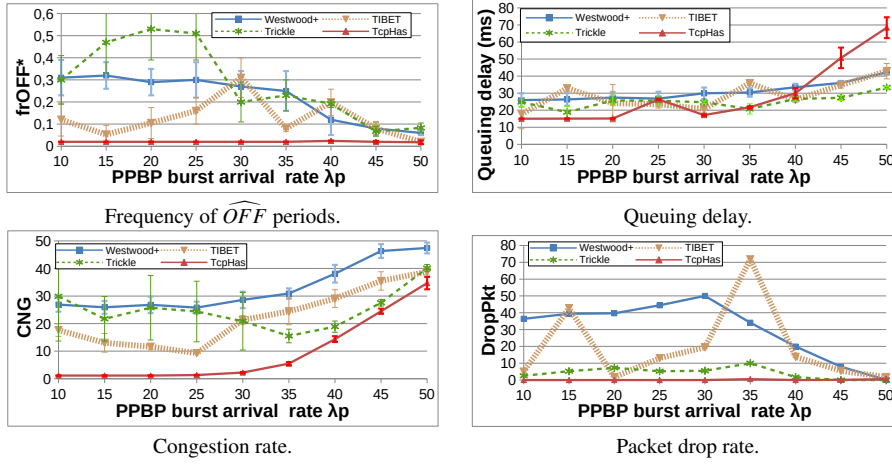 Westwood+ TIBET
Trickle TcpHas
0,6
0,5
0,4
0,3
0,2
0,1
0
frOFF*
10 15 20 25 30 35 40 45 50
PPBP burst arrival rate λp
Frequency of OFF periods.
Westwood+ TIBET
Trickle TcpHas
80
70
60
50
40
30
20
10
0
Queuing delay (ms)
10 15 20 25 30 35 40 45 50
PPBP burst arrival rate λp
Queuing delay.
Westwood+ TIBET
Trickle TcpHas
50
40
30
20
10
0
CNG
10 15 20 25 30 35 40 45 50
PPBP burst arrival rate λp
Congestion rate.
Westwood+ TIBET
Trickle TcpHas
80
70
60
50
40
30
20
10
0
DropPkt
10 15 20 25 30 35 40 45 50
PPBP burst arrival rate λp
Packet drop rate.